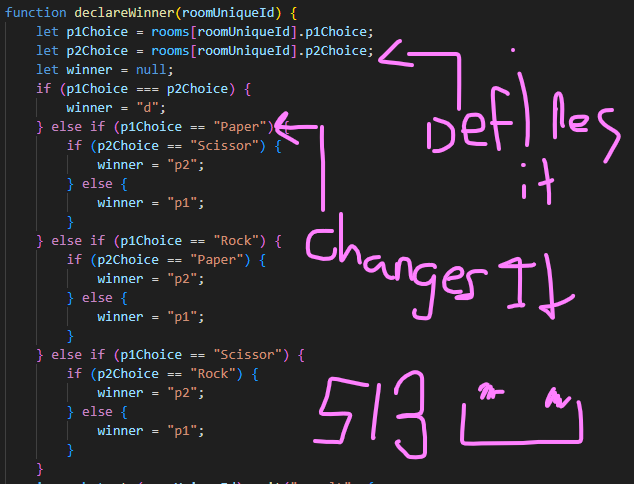 function declareWinner(roomUniqueId) {
let p1Choice = rooms[roomUniqueId].p1Choice;
let p2Choice = rooms[roomUniqueId].p2Choice;
let winner = null;
if (p1Choice === p2Choice) {
winner = "d";
} else if (p1Choice == "Paper") {
if (p2Choice == "Scissor") {
winner = "p2";
} else {
winner = "p1";
}
} else if (p1Choice == "Rock") {
if (p2Choice == "Paper") {
winner = "p2";
} else {
winner = "p1";
}
} else if (p1Choice == "Scissor") {
if (p2Choice == "Rock") {
winner = "p2";
} else {
winner = "p1";
}
}
Defines
it
Changes It
513